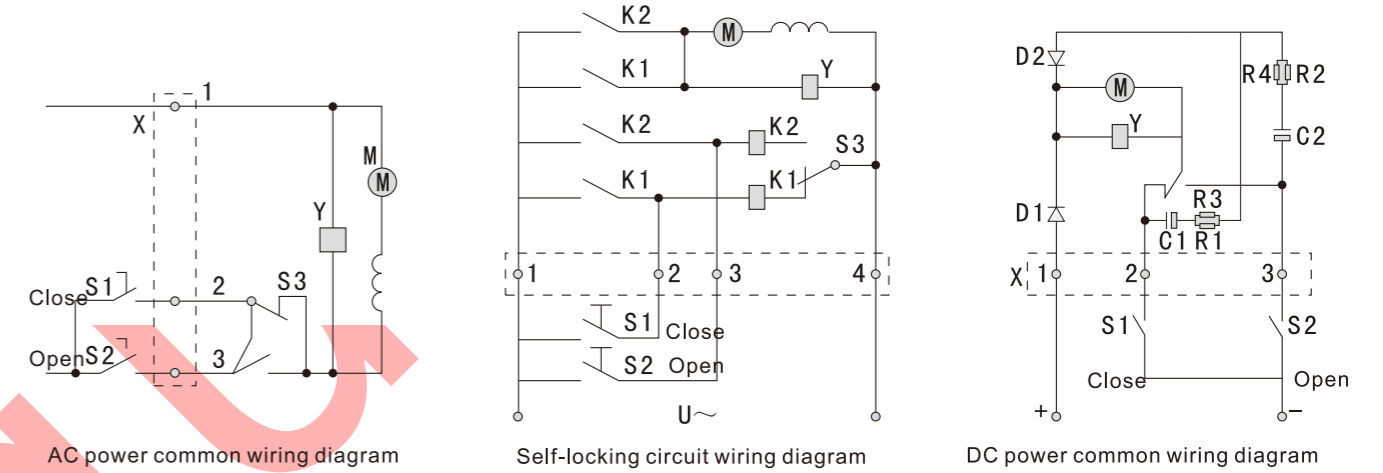 1
X
M
M
Y
Close S1
2
S3
Open S2
3
AC power common wiring diagram
K2
M
K1
Y
K2
K2
S3
K1
K1
1
2
3
4
S1 Close
S2 Open
U～
Self-locking circuit wiring diagram
D2
M
R4 R2
Y
C2
D1
R3
C1 R1
X 1
2
3
S1
S2
Close
Open
+
−
DC power common wiring diagram